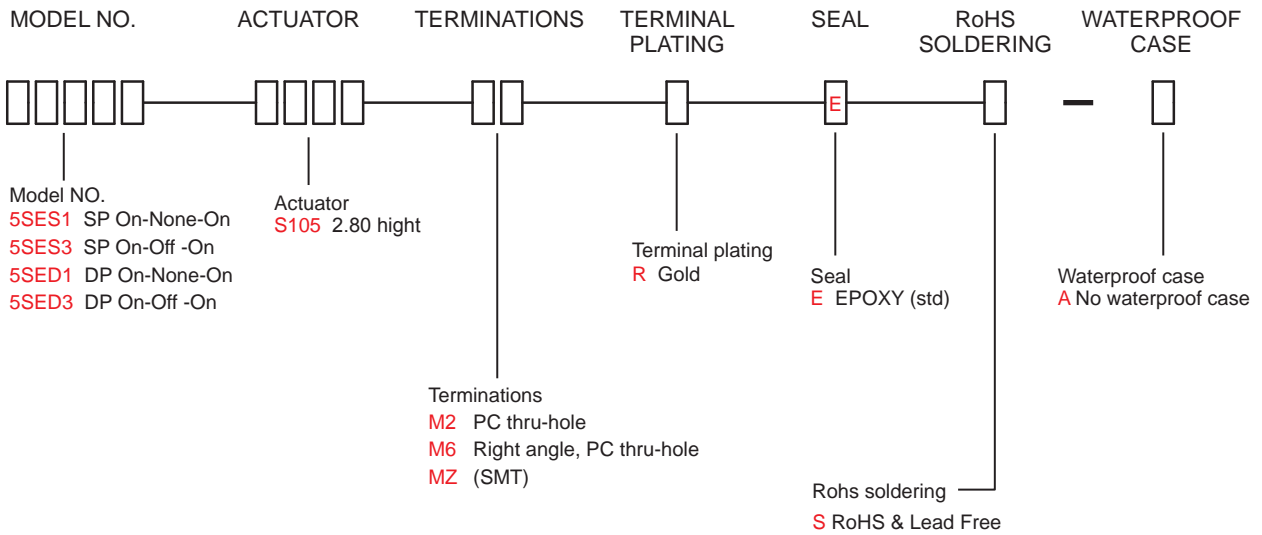 MODEL NO.
ACTUATOR
TERMINATIONS
TERMINAL
PLATING
SEAL
RoHS
SOLDERING
WATERPROOF
CASE
E
Model NO.
5SES1 SP On-None-On
5SES3 SP On-Off -On
5SED1 DP On-None-On
5SED3 DP On-Off -On
Actuator
S105 2.80 hight
Terminations
M2 PC thru-hole
M6 Right angle, PC thru-hole
MZ (SMT)
Terminal plating
R Gold
Seal
E EPOXY (std)
Rohs soldering
S RoHS & Lead Free
Waterproof case
A No waterproof case